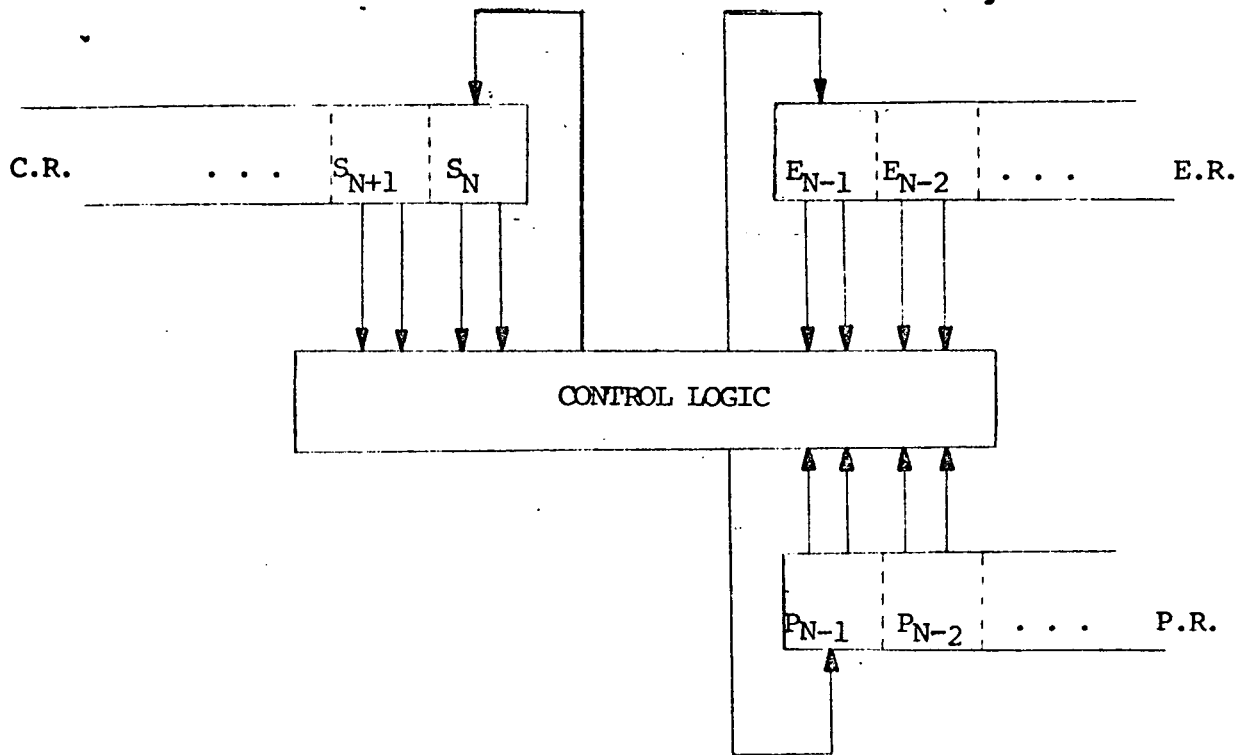 C.R. . . . S_{N+1} S_N E_{N-1} E_{N-2} . . . E.R.
CONTROL LOGIC
P_{N-1} P_{N-2} . . . P.R.